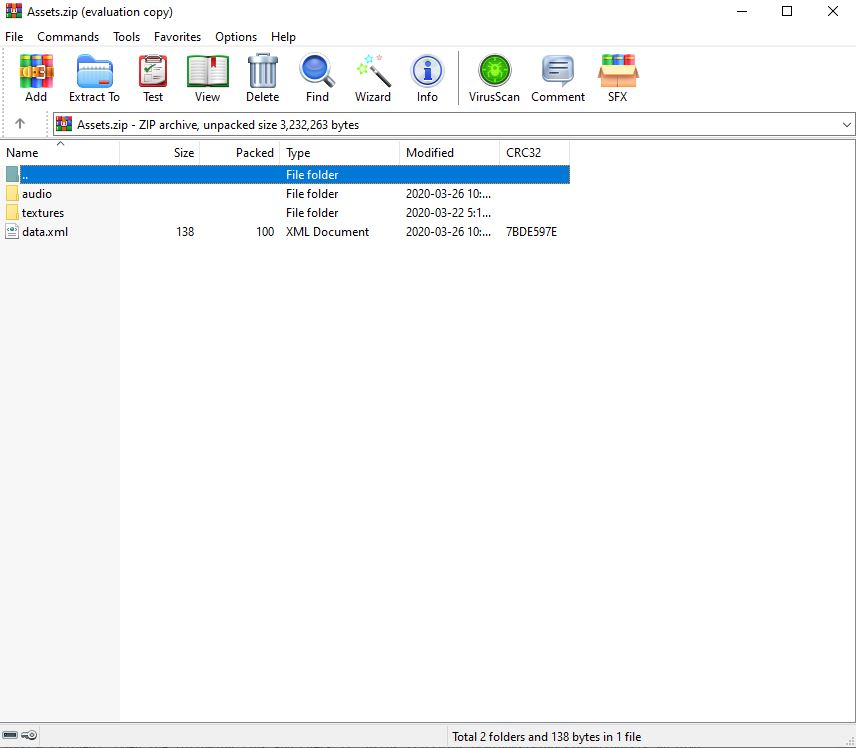 Assets.zip (evaluation copy)
File Commands Tools Favorites Options Help
Add Extract To Test View Delete Find Wizard Info VirusScan Comment SFX
Assets.zip - ZIP archive, unpacked size 3,232,263 bytes
Name Size Packed Type Modified CRC32
.. File folder
audio File folder 2020-03-26 10:...
textures File folder 2020-03-22 5:1...
data.xml 138 100 XML Document 2020-03-26 10:... 7BDE597E
Total 2 folders and 138 bytes in 1 file